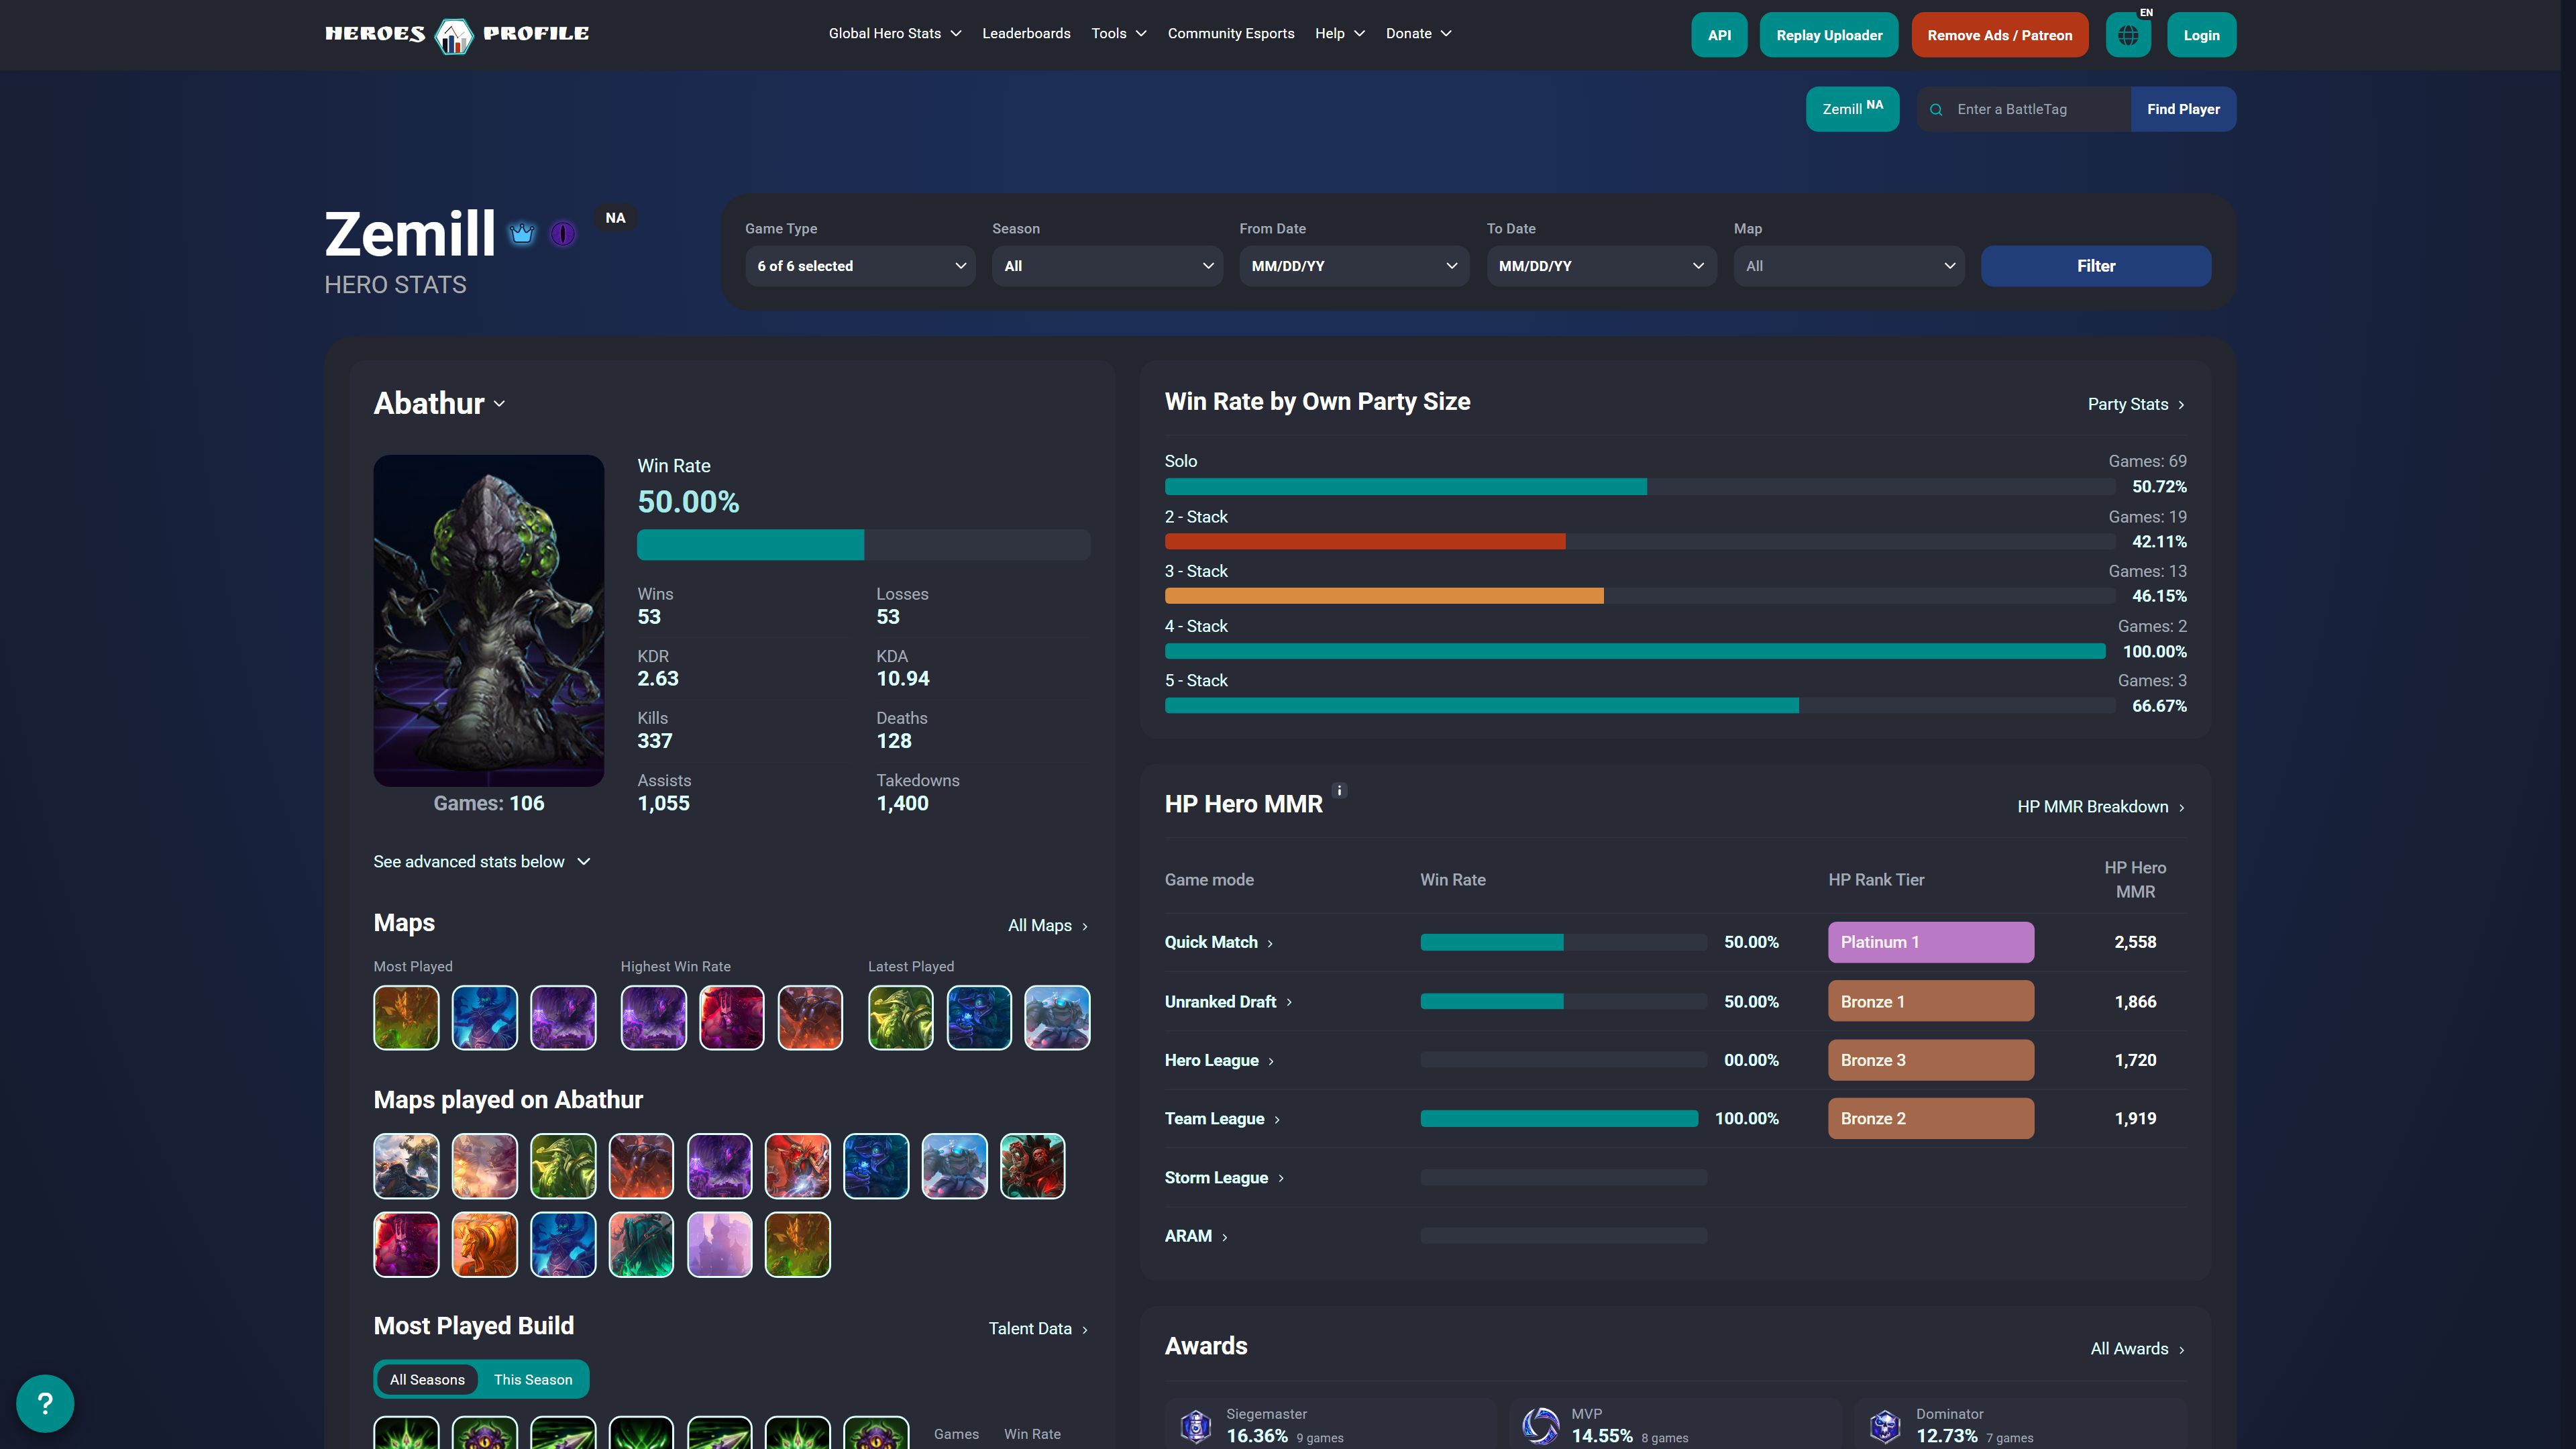 HEROES PROFILE
Global Hero Stats
Leaderboards
Tools
Community Esports
Help
Donate
API
Replay Uploader
Remove Ads / Patreon
EN
Login
Zemill NA
Enter a BattleTag
Find Player
Zemill
NA
HERO STATS
Game Type
Season
From Date
To Date
Map
6 of 6 selected
All
MM/DD/YY
MM/DD/YY
All
Filter
Abathur
Win Rate
50.00%
Wins
53
Losses
53
KDR
2.63
KDA
10.94
Kills
337
Deaths
128
Assists
1,055
Takedowns
1,400
Games: 106
See advanced stats below
Maps
All Maps
Most Played
Highest Win Rate
Latest Played
Maps played on Abathur
Most Played Build
Talent Data
All Seasons
This Season
Games
Win Rate
Win Rate by Own Party Size
Party Stats
Solo
Games: 69
50.72%
2 - Stack
Games: 19
42.11%
3 - Stack
Games: 13
46.15%
4 - Stack
Games: 2
100.00%
5 - Stack
Games: 3
66.67%
HP Hero MMR
i
HP MMR Breakdown
Game mode
Win Rate
HP Rank Tier
HP Hero
MMR
Quick Match
50.00%
Platinum 1
2,558
Unranked Draft
50.00%
Bronze 1
1,866
Hero League
00.00%
Bronze 3
1,720
Team League
100.00%
Bronze 2
1,919
Storm League
ARAM
Awards
All Awards
Siegemaster
16.36% 9 games
MVP
14.55% 8 games
Dominator
12.73% 7 games
?